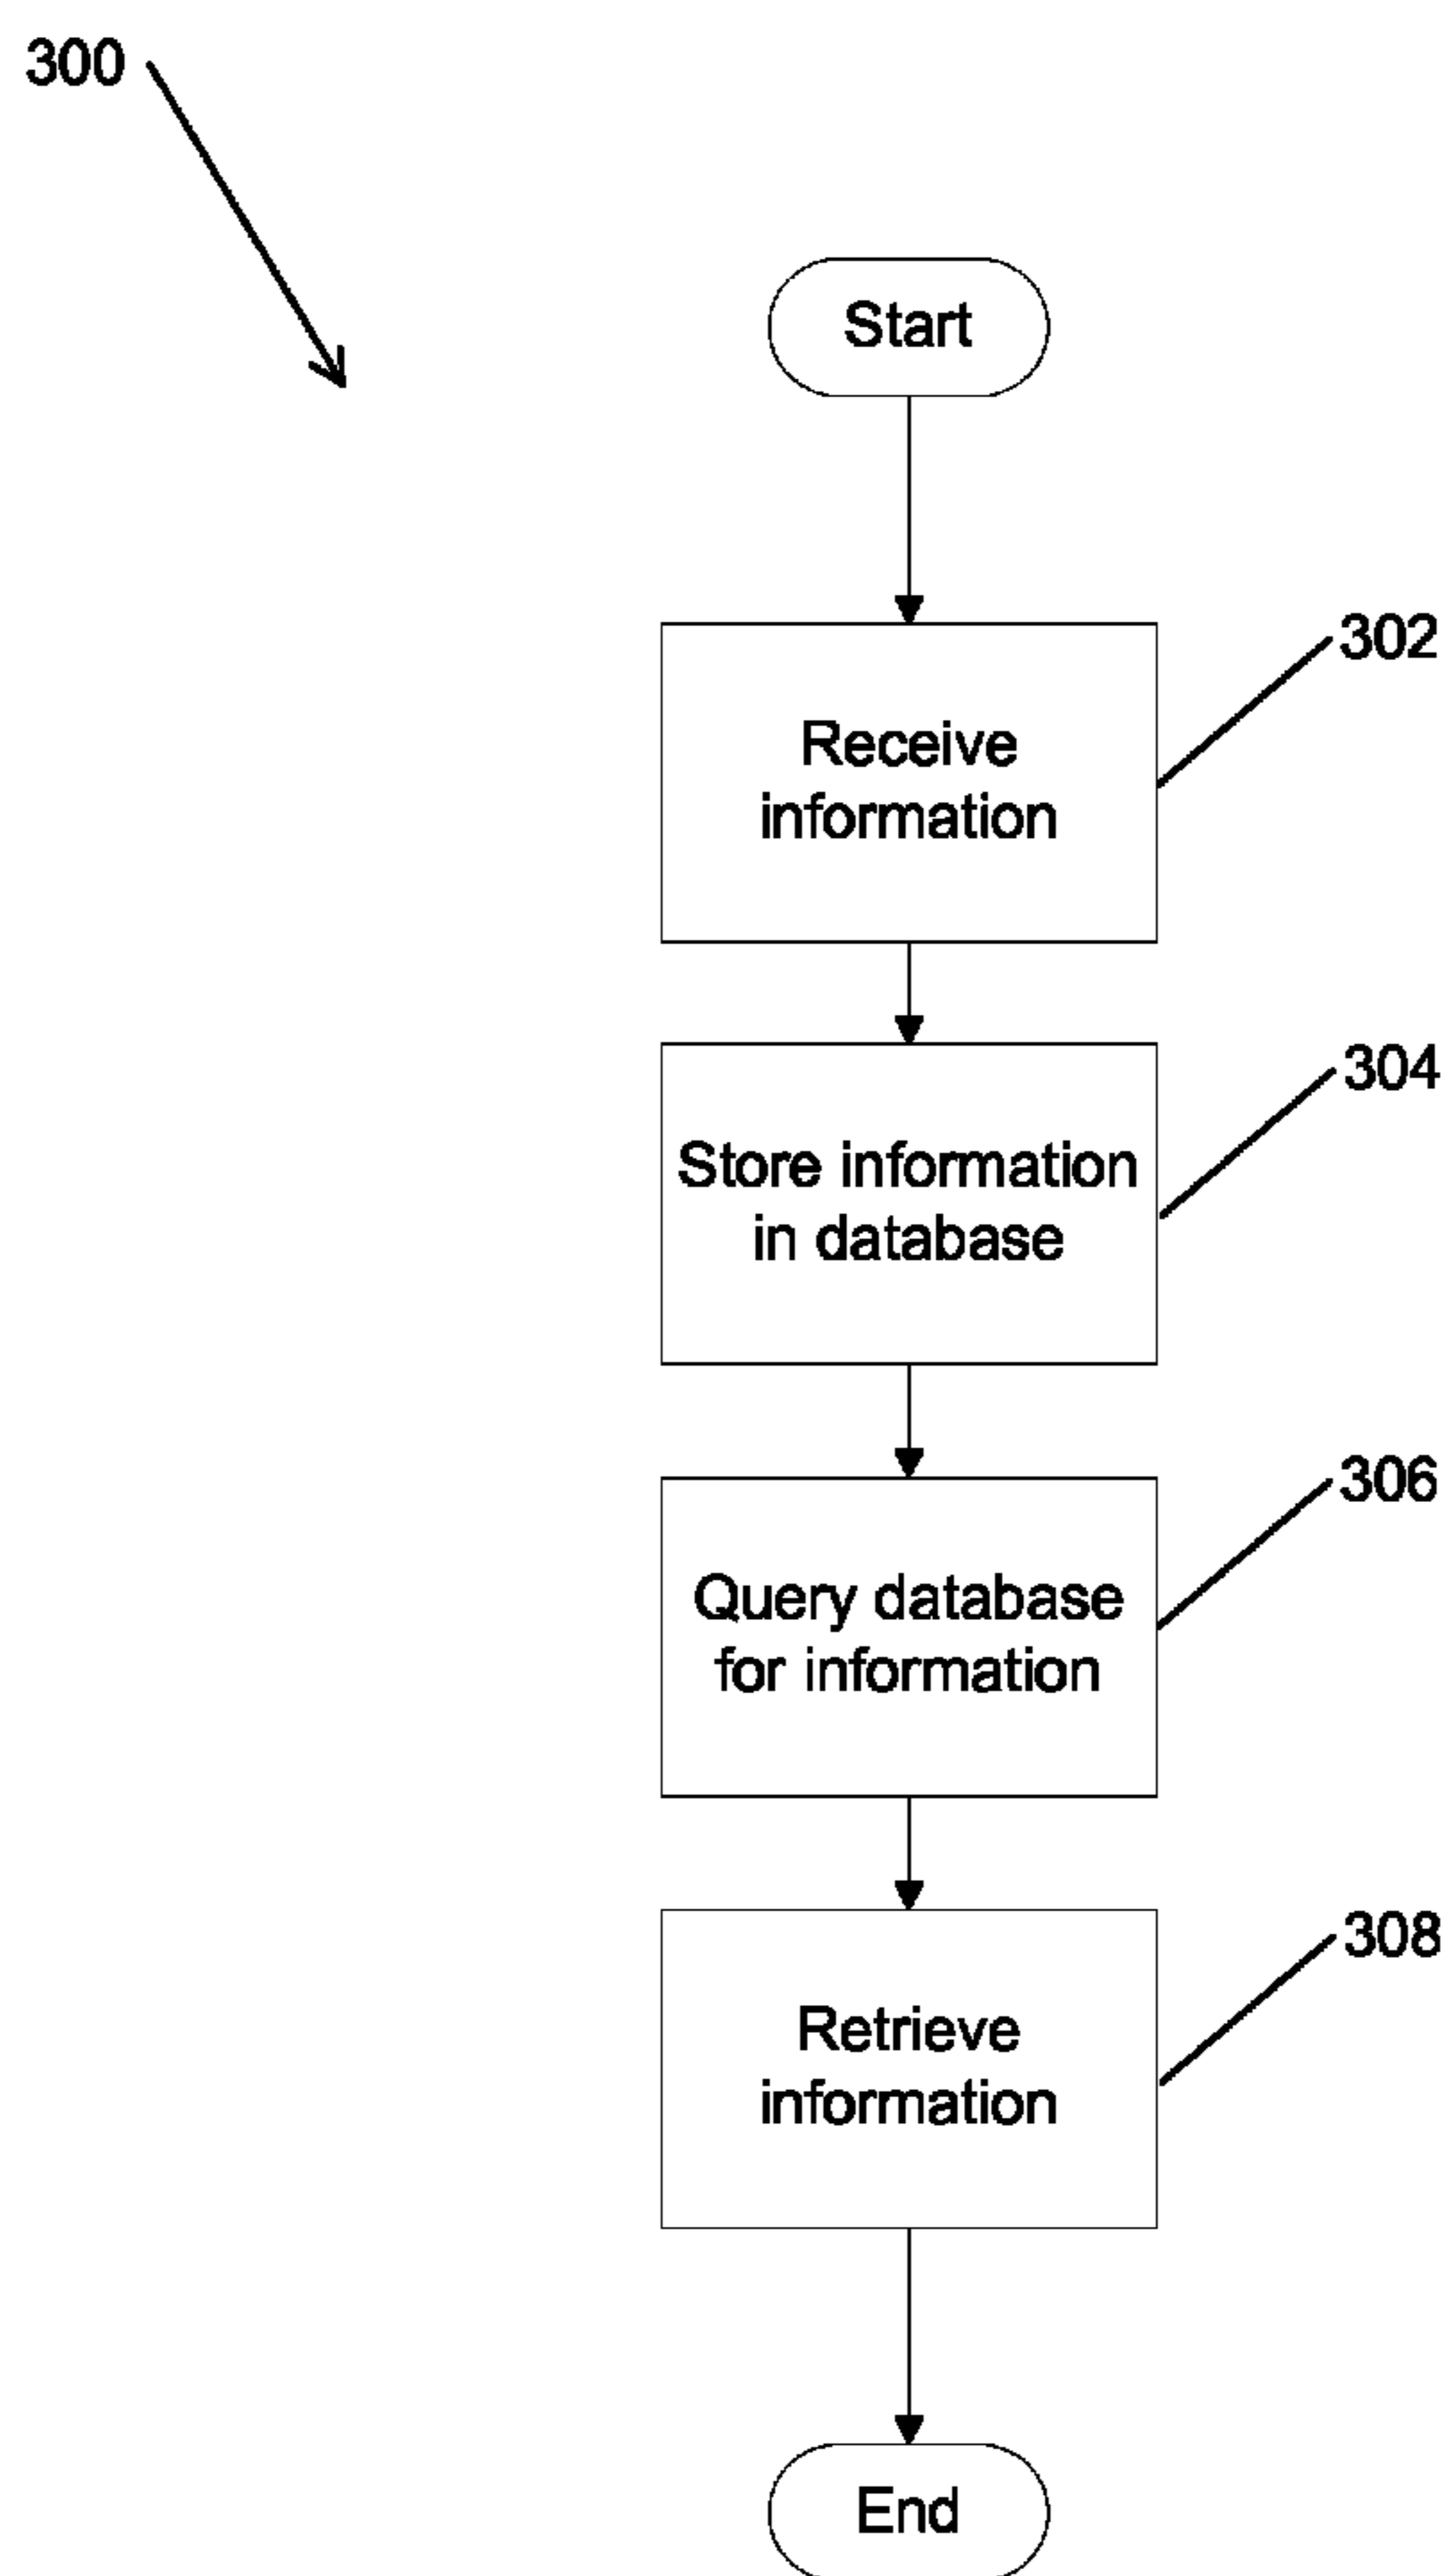 300
Start
302
Receive
information
304
Store information
in database
306
Query database
for information
308
Retrieve
information
End